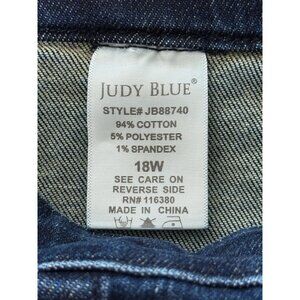 JUDY BLUE®
STYLE# JB88740
94% COTTON
5% POLYESTER
1% SPANDEX
18W
SEE CARE ON
REVERSE SIDE
RN# 116380
MADE IN CHINA